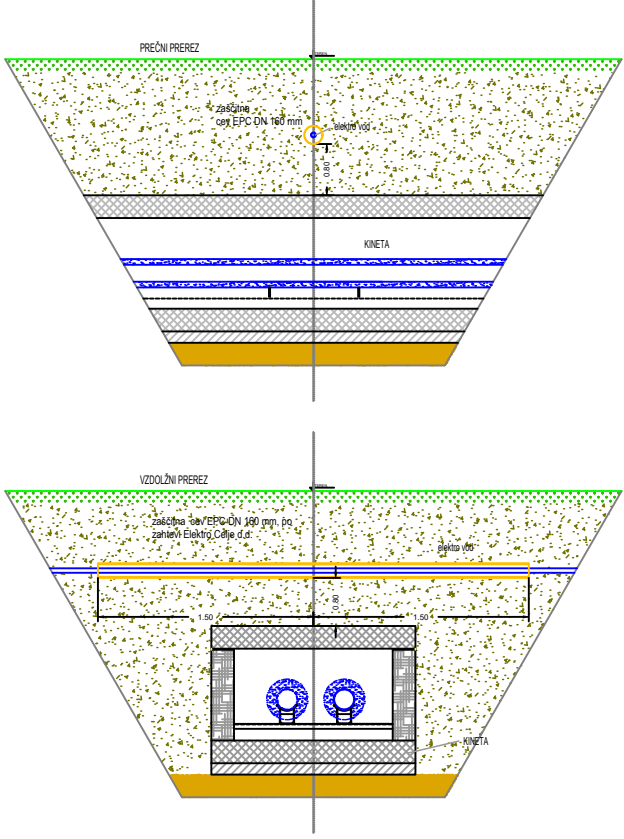 PREČNI PREREZ
zaščitna
cev EPC DN 160 mm
elektro vod
0.80
KINETA
VZDOLŽNI PREREZ
zaščitna cev EPC DN 160 mm, po
zahtevi Elektro Celje d.d.
elektro vod
0.80
1.50
1.50
KINETA